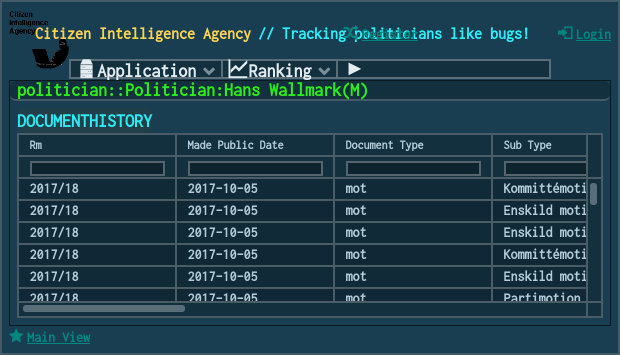 Citizen
Intelligence
Agency
Citizen Intelligence Agency // Tracking politicians like bugs!
Login
Application Ranking
politician::Politician:Hans Wallmark(M)
DOCUMENTHISTORY
Rm Made Public Date Document Type Sub Type
2017/18 2017-10-05 mot Kommittémoti
2017/18 2017-10-05 mot Enskild moti
2017/18 2017-10-05 mot Enskild moti
2017/18 2017-10-05 mot Kommittémoti
2017/18 2017-10-05 mot Enskild moti
2017/18 2017-10-05 mot Partimotion
Main View